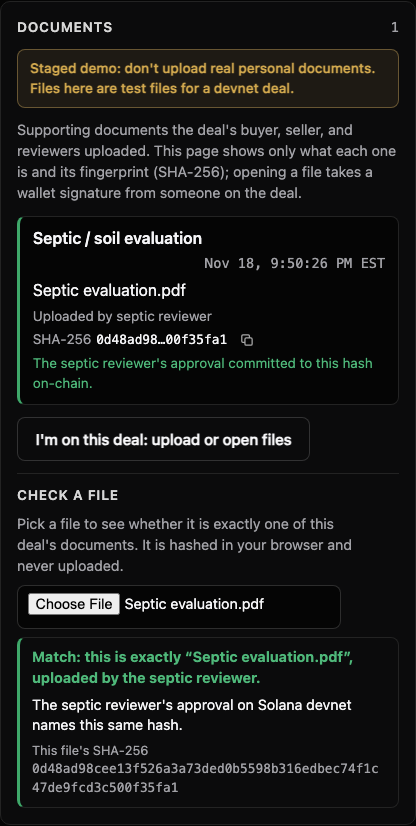 DOCUMENTS 1
Staged demo: don't upload real personal documents.
Files here are test files for a devnet deal.
Supporting documents the deal's buyer, seller, and
reviewers uploaded. This page shows only what each one
is and its fingerprint (SHA-256); opening a file takes a
wallet signature from someone on the deal.
Septic / soil evaluation
Nov 18, 9:50:26 PM EST
Septic evaluation.pdf
Uploaded by septic reviewer
SHA-256 0d48ad98…00f35fa1
The septic reviewer's approval committed to this hash
on-chain.
I'm on this deal: upload or open files
CHECK A FILE
Pick a file to see whether it is exactly one of this
deal's documents. It is hashed in your browser and
never uploaded.
Choose File Septic evaluation.pdf
Match: this is exactly “Septic evaluation.pdf”,
uploaded by the septic reviewer.
The septic reviewer's approval on Solana devnet
names this same hash.
This file's SHA-256
0d48ad98cee13f526a3a73ded0b5598b316edbec74f1c
47de9fcd3c500f35fa1